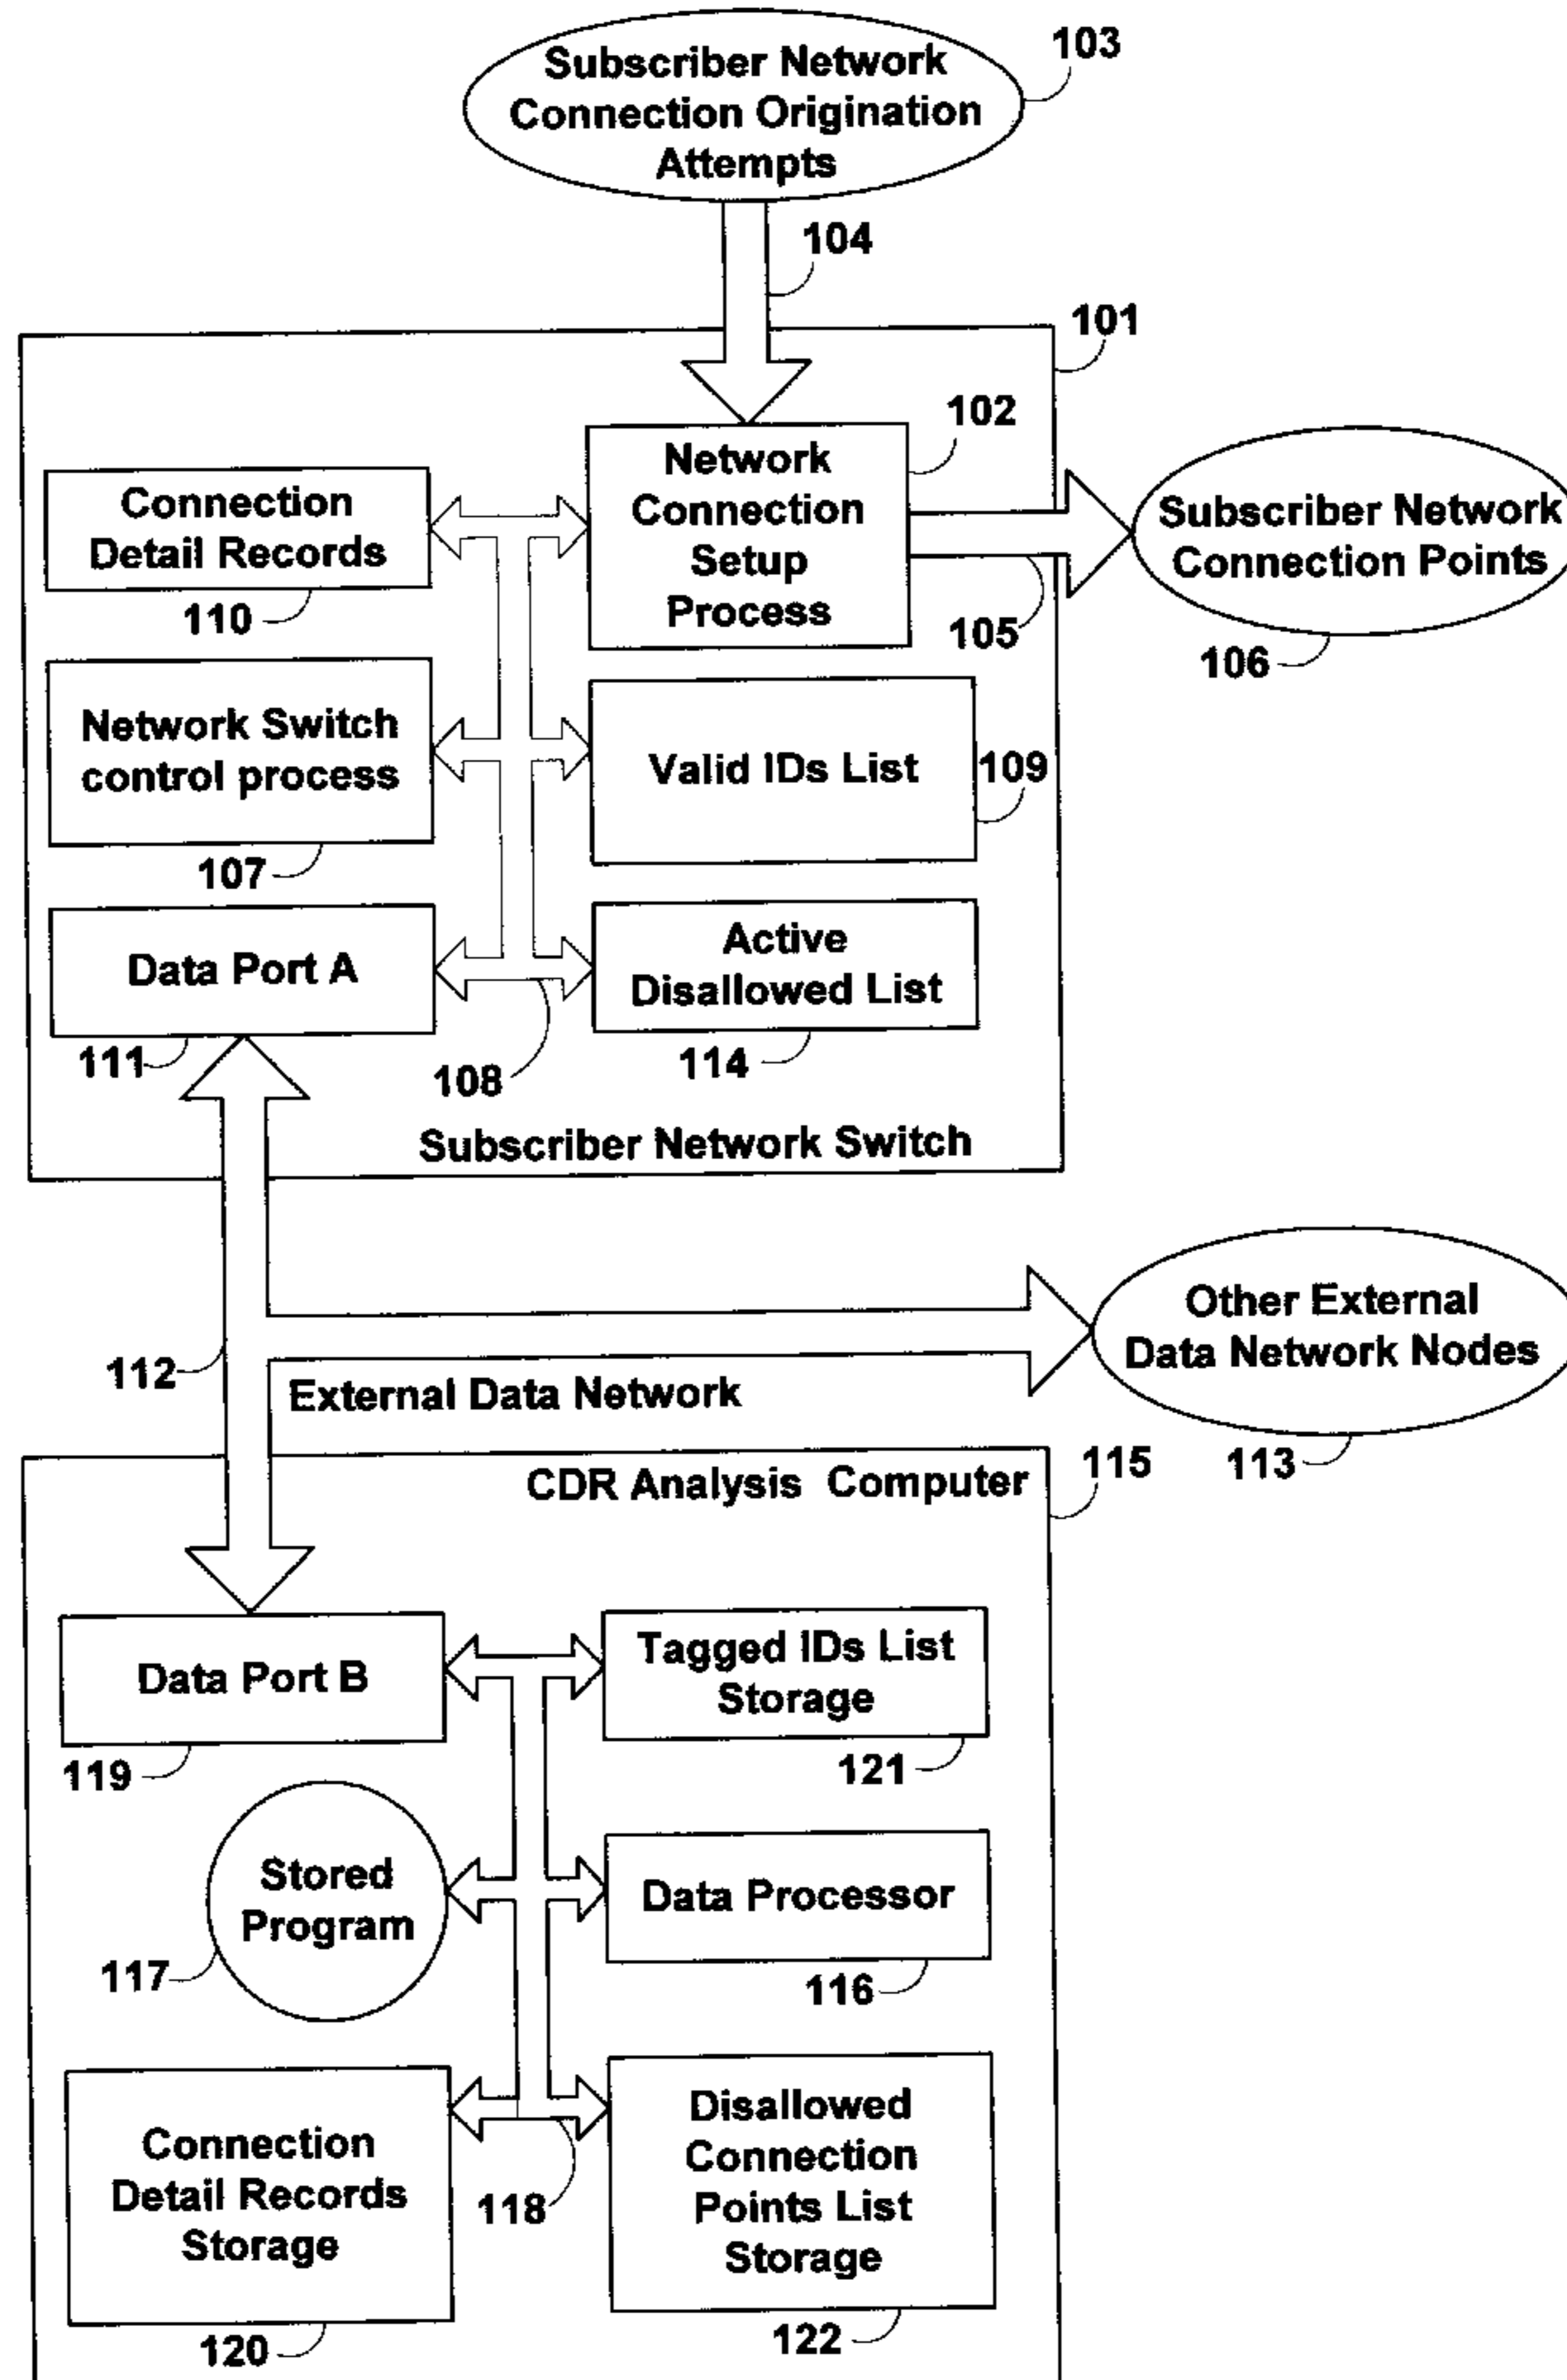 Subscriber Network
Connection Origination
Attempts
103
104
101
102
Network
Connection
Setup
Process
Connection
Detail Records
110
Subscriber Network
Connection Points
105
106
Network Switch
control process
107
Valid IDs List
109
Data Port A
111
Active
Disallowed List
108
114
Subscriber Network Switch
Other External
Data Network Nodes
112
External Data Network
113
CDR Analysis Computer
115
Data Port B
119
Tagged IDs List
Storage
121
Stored
Program
117
Data Processor
116
Connection
Detail Records
Storage
120
118
Disallowed
Connection
Points List
Storage
122